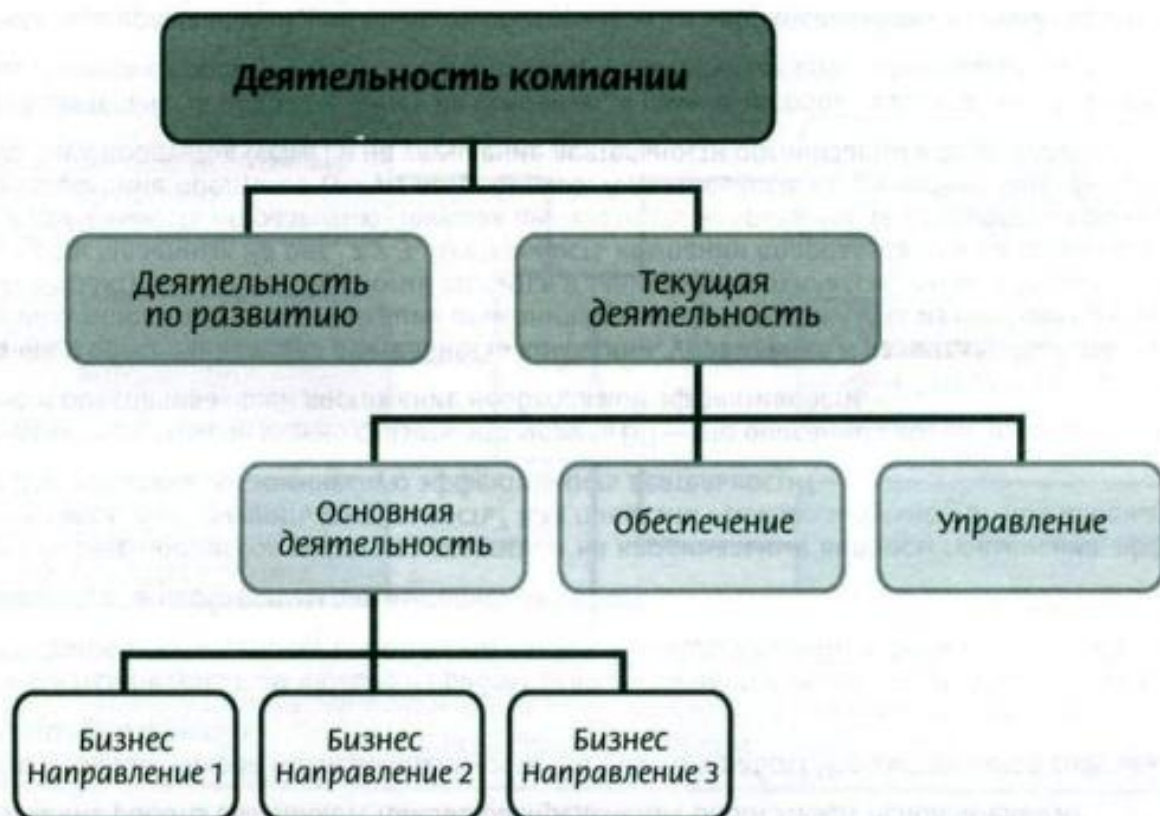 Деятельность компании
Деятельность
по развитию
Текущая
деятельность
Основная
деятельность
Обеспечение
Управление
Бизнес
Направление 1
Бизнес
Направление 2
Бизнес
Направление 3